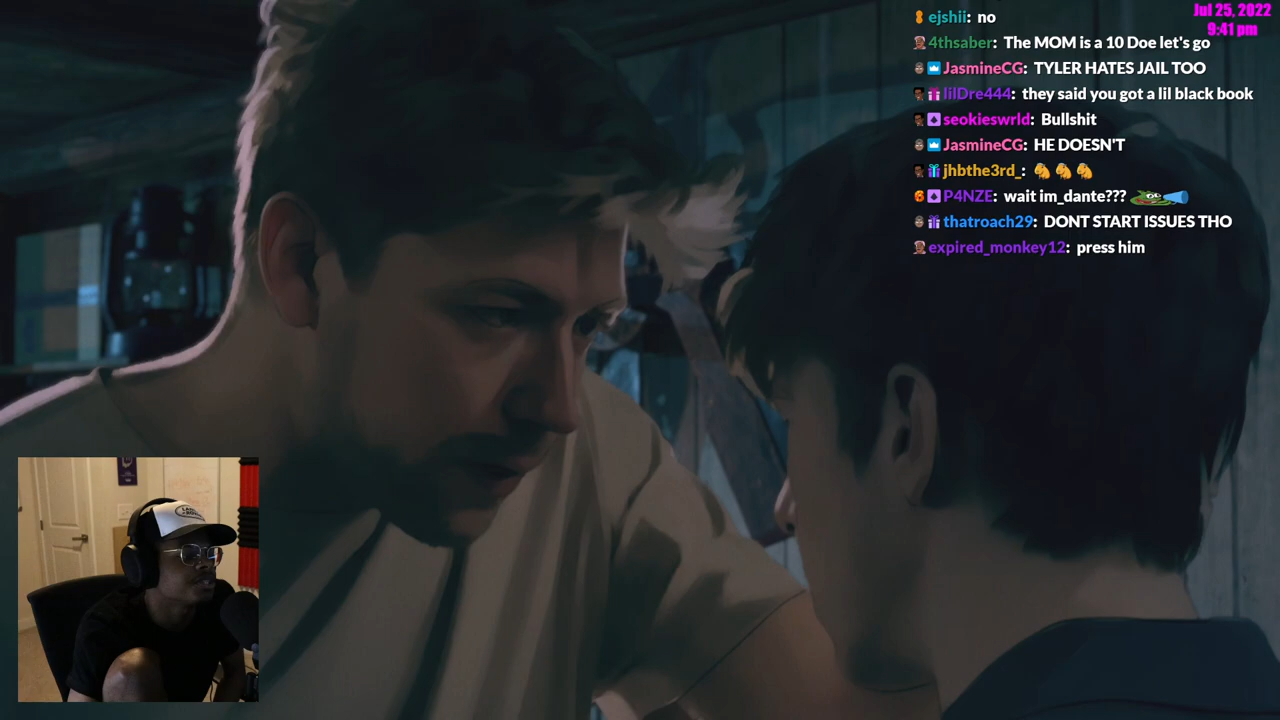 Jul 25, 2022
9:41 pm
ejshii: no
4thsaber: The MOM is a 10 Doe let's go
JasmineCG: TYLER HATES JAIL TOO
lilDre444: they said you got a lil black book
seokieswrld: Bullshit
JasmineCG: HE DOESN'T
jhbthe3rd_:
P4NZE: wait im_dante???
thatroach29: DONT START ISSUES THO
expired_monkey12: press him